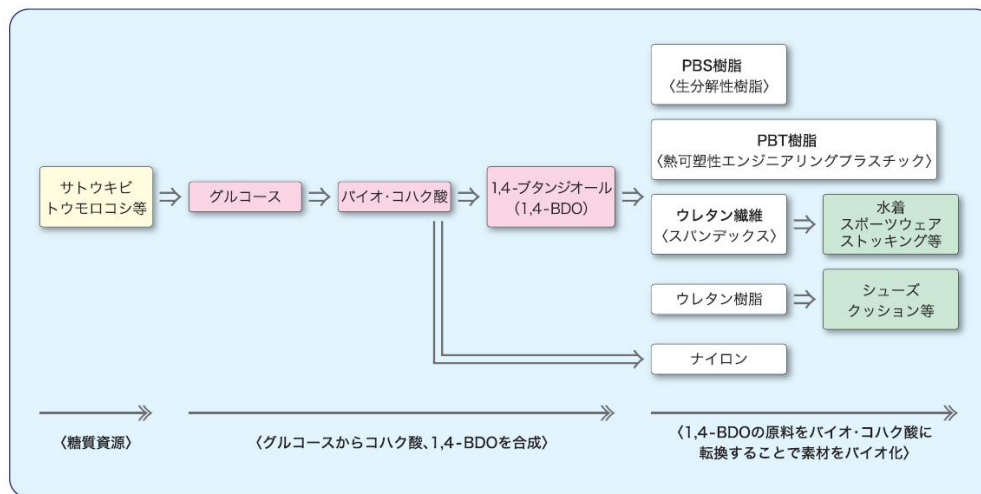 PBS樹脂
〈生分解性樹脂〉
PBT樹脂
〈熱可塑性エンジニアリングプラスチック〉
サトウキビ
トウモロコシ等
グルコース
バイオ・コハク酸
1,4-ブタンジオール
(1,4-BDO)
ウレタン繊維
〈スパンデックス〉
水着
スポーツウェア
ストッキング等
ウレタン樹脂
シューズ
クッション等
ナイロン
〈糖質資源〉
〈グルコースからコハク酸、1,4-BDOを合成〉
〈1,4-BDOの原料をバイオ・コハク酸に
転換することで素材をバイオ化〉